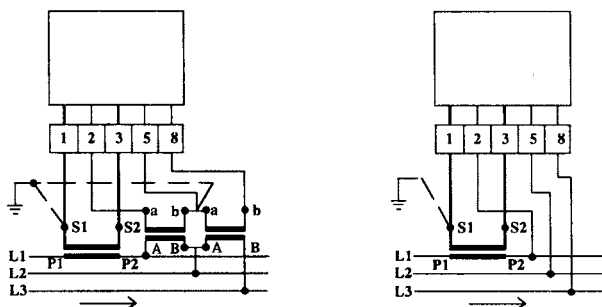 1 2 3 5 8
1 2 3 5 8
a b a b
S1 S2
S1 S2
A B A B
L1 P1 P2
L2
L3
L1
L2 P1 P2
L3